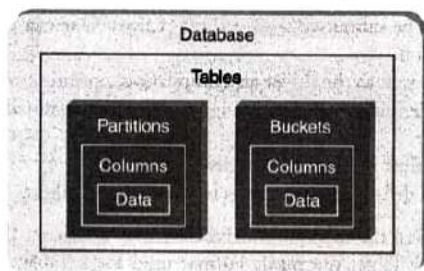 Database
Tables
Partitions
Columns
Data
Buckets
Columns
Data